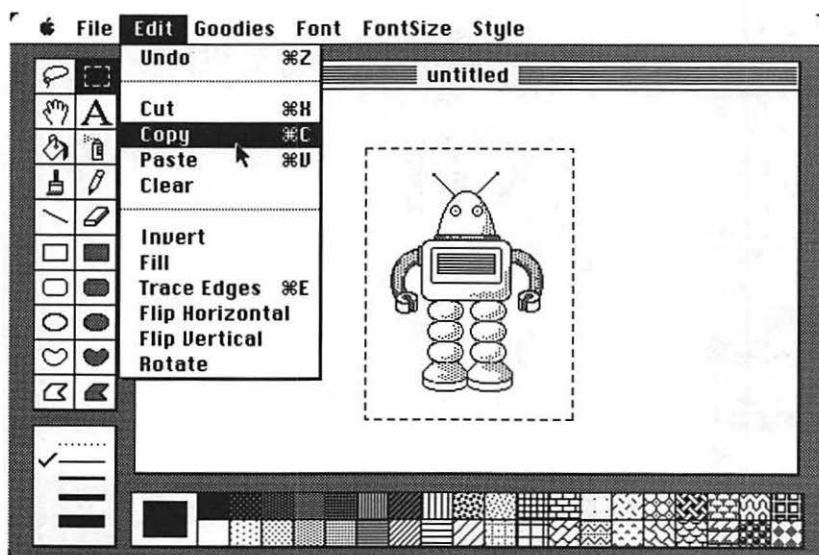 File Edit Goodies Font FontSize Style
untitled
Undo ⌘Z
Cut ⌘X
Copy ⌘C
Paste ⌘V
Clear
Invert
Fill
Trace Edges ⌘E
Flip Horizontal
Flip Vertical
Rotate
A